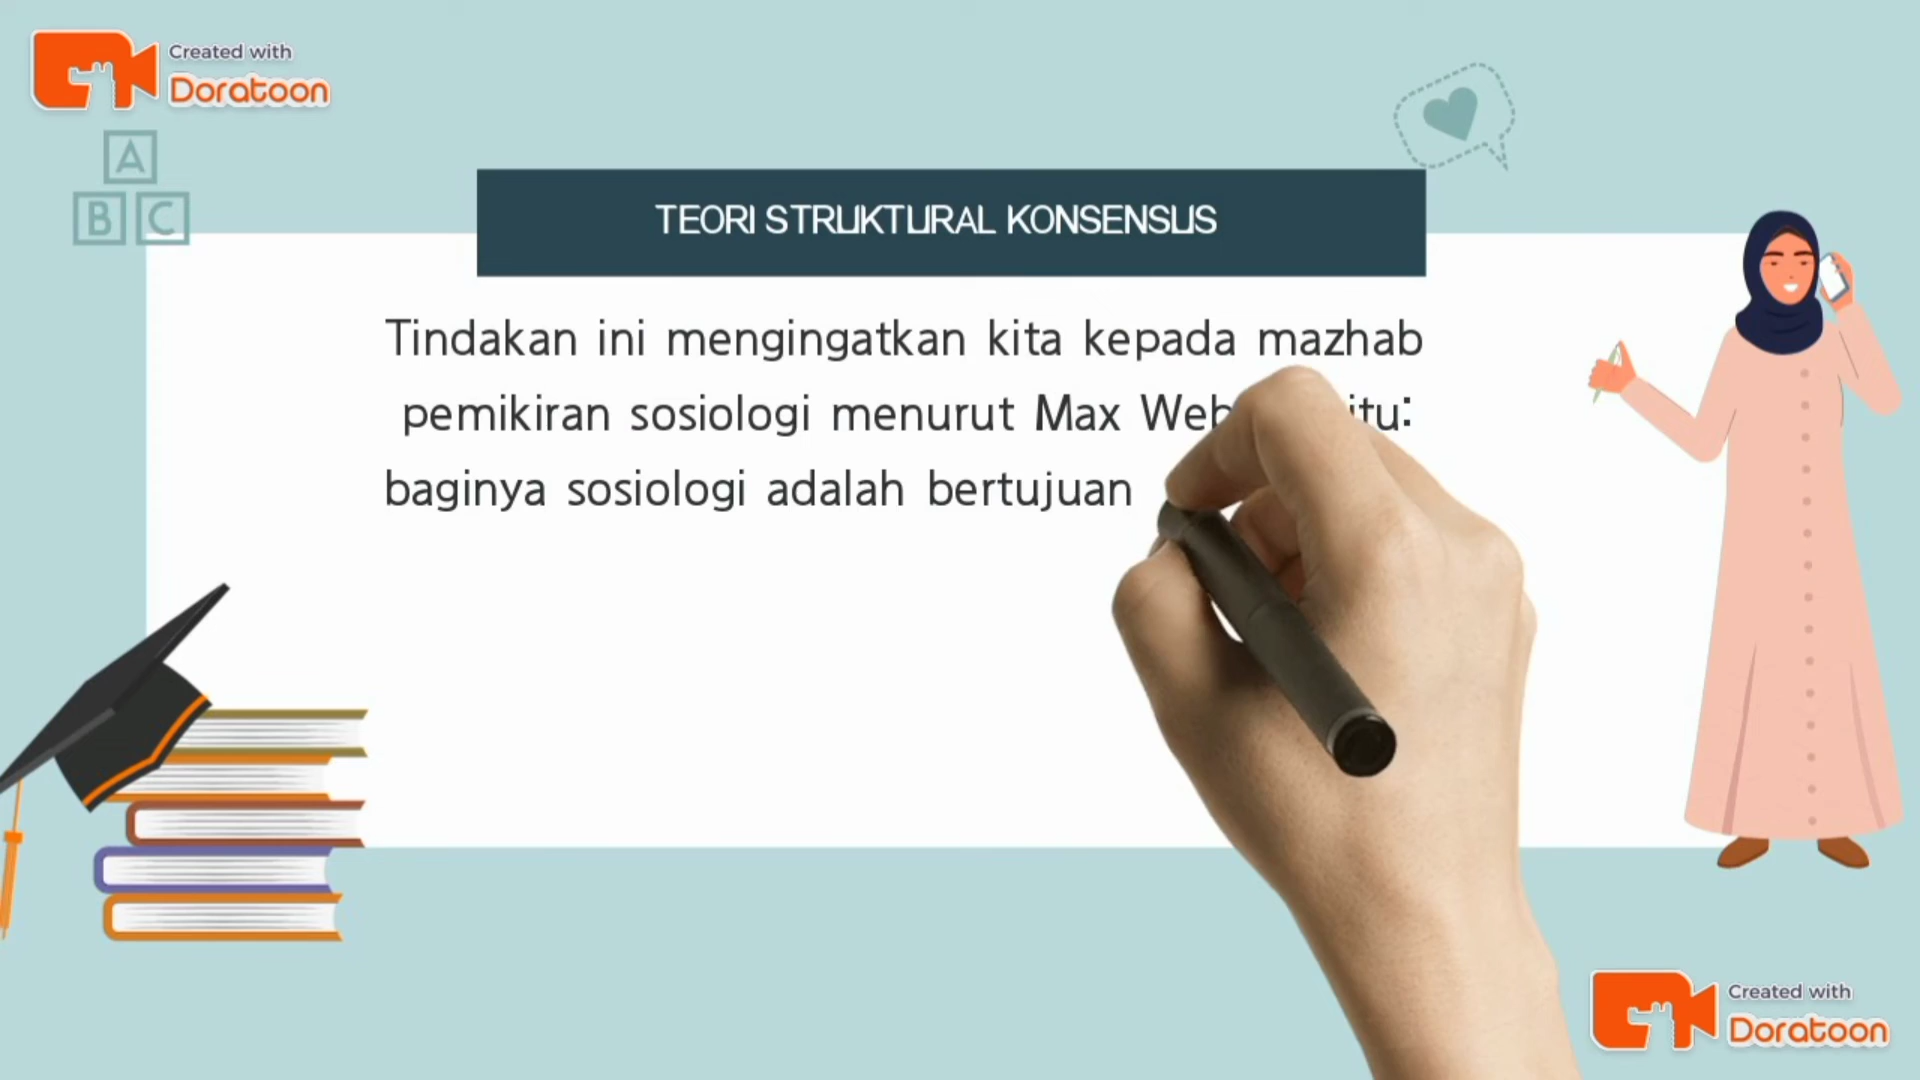 Created with
Doratoon
A
B C
TEORI STRUKTURAL KONSENSUS
Tindakan ini mengingatkan kita kepada mazhab
pemikiran sosiologi menurut Max
baginya sosiologi adalah bertujuan
Created with
Doratoon